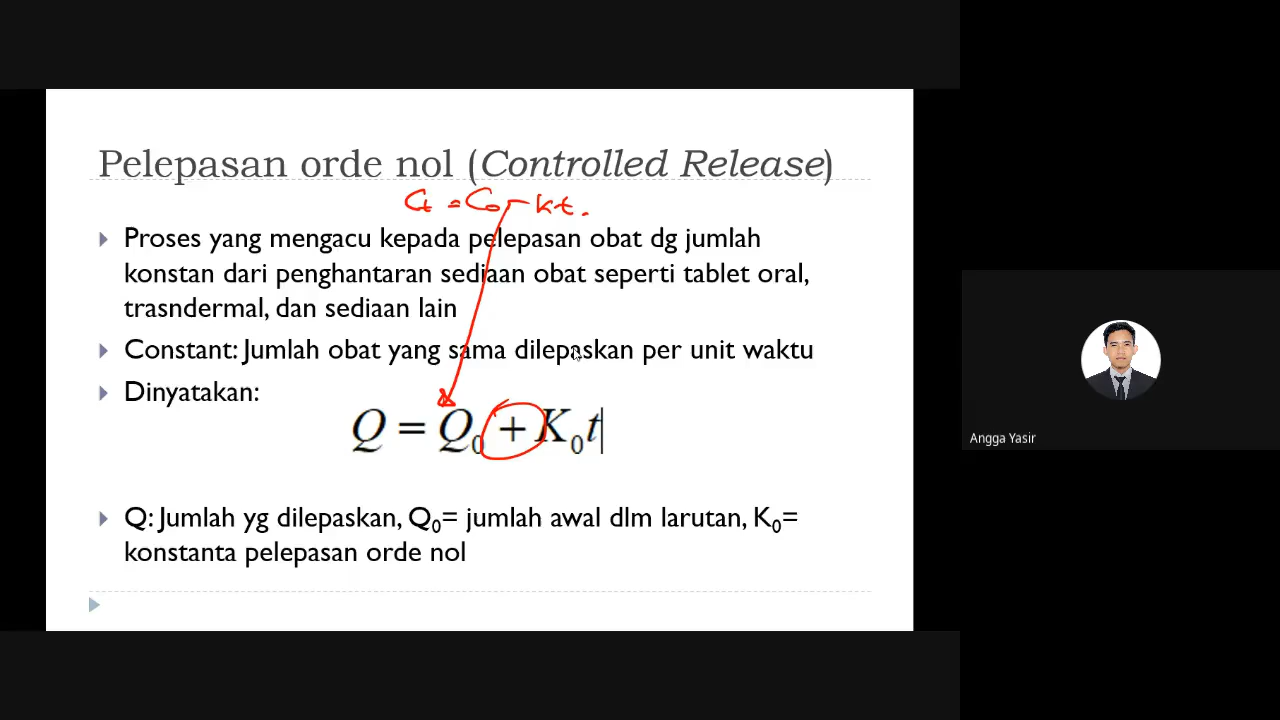 Pelepasan orde nol (Controlled Release)
Ct = Co - kt.
Proses yang mengacu kepada pelepasan obat dg jumlah
konstan dari penghantaran sediaan obat seperti tablet oral,
trasndermal, dan sediaan lain
Constant: Jumlah obat yang sama dilepaskan per unit waktu
Dinyatakan:
Q = Q₀ + K₀t
Q: Jumlah yg dilepaskan, Q₀= jumlah awal dlm larutan, K₀=
konstanta pelepasan orde nol
Angga Yasir